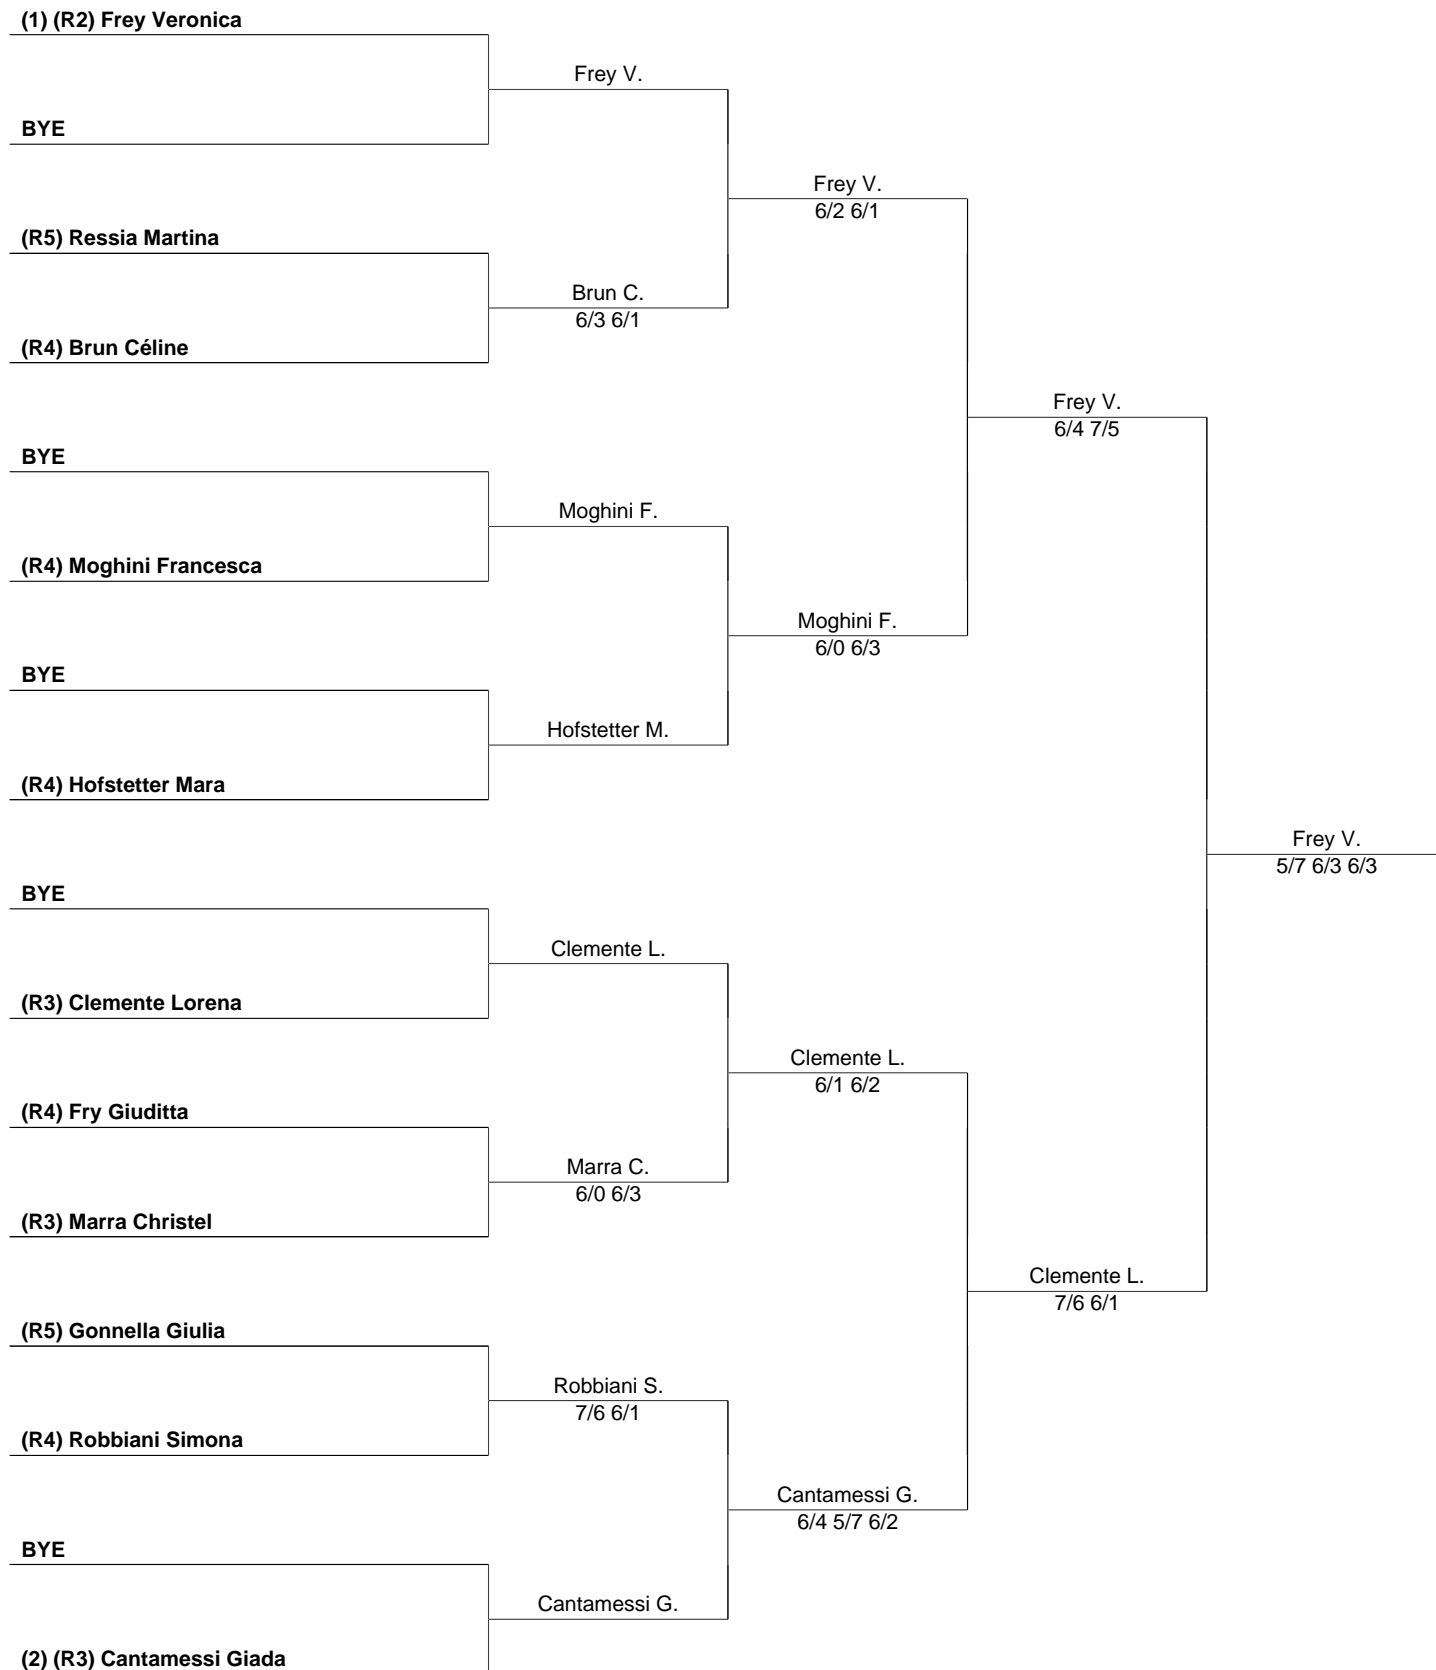 (1) (R2) Frey Veronica
Frey V.
BYE
Frey V.
6/2 6/1
(R5) Ressia Martina
Brun C.
6/3 6/1
(R4) Brun Céline
Frey V.
6/4 7/5
BYE
Moghini F.
(R4) Moghini Francesca
Moghini F.
6/0 6/3
BYE
Hofstetter M.
(R4) Hofstetter Mara
Frey V.
5/7 6/3 6/3
BYE
Clemente L.
(R3) Clemente Lorena
Clemente L.
6/1 6/2
(R4) Fry Giuditta
Marra C.
6/0 6/3
(R3) Marra Christel
Clemente L.
7/6 6/1
(R5) Gonnella Giulia
Robbiani S.
7/6 6/1
(R4) Robbiani Simona
Cantamessi G.
6/4 5/7 6/2
BYE
Cantamessi G.
(2) (R3) Cantamessi Giada